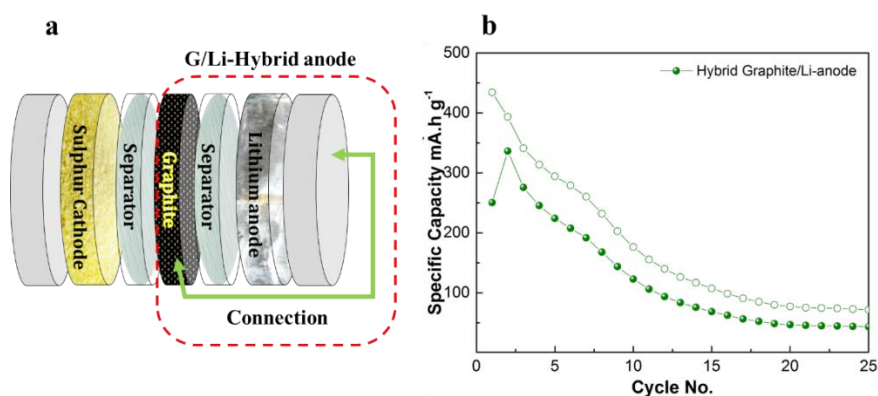 a
G/Li-Hybrid anode
Sulphur Cathode
Separator
Graphite
Separator
Lithium anode
Connection
b
Hybrid Graphite/Li-anode
Specific Capacity mA.h g⁻¹
500
400
300
200
100
0 5 10 15 20 25
Cycle No.